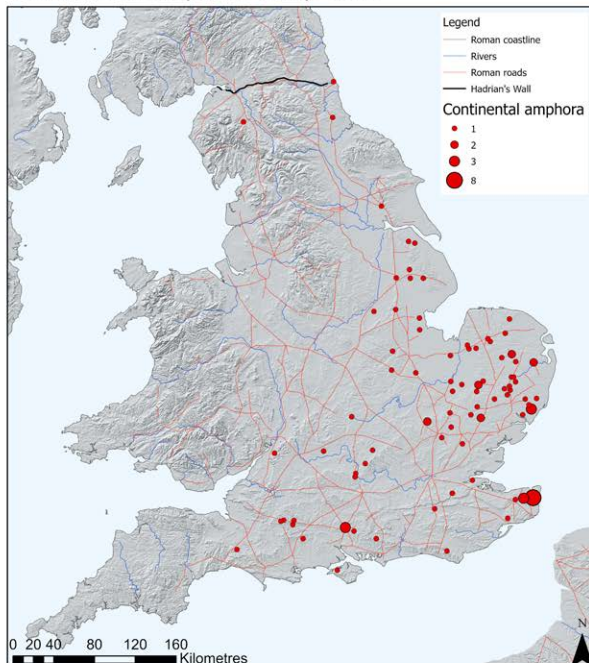 Legend
Roman coastline
Rivers
Roman roads
Hadrian's Wall
Continental amphora
1
2
3
8
N
0 20 40 80 120 160
Kilometres